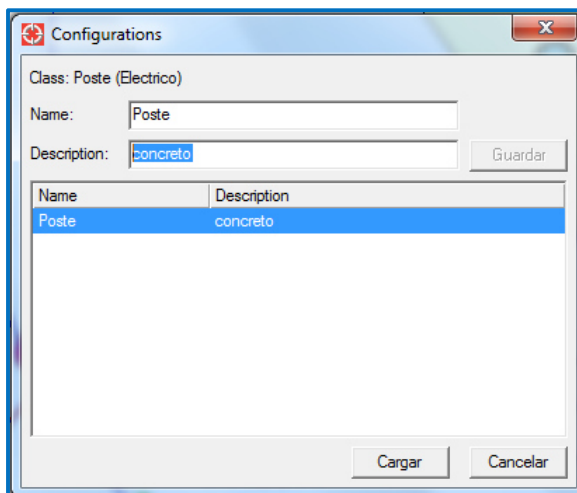 Configurations
Class: Poste (Electrico)
Name: Poste
Description: concreto Guardar
Name Description
Poste concreto
Cargar Cancelar